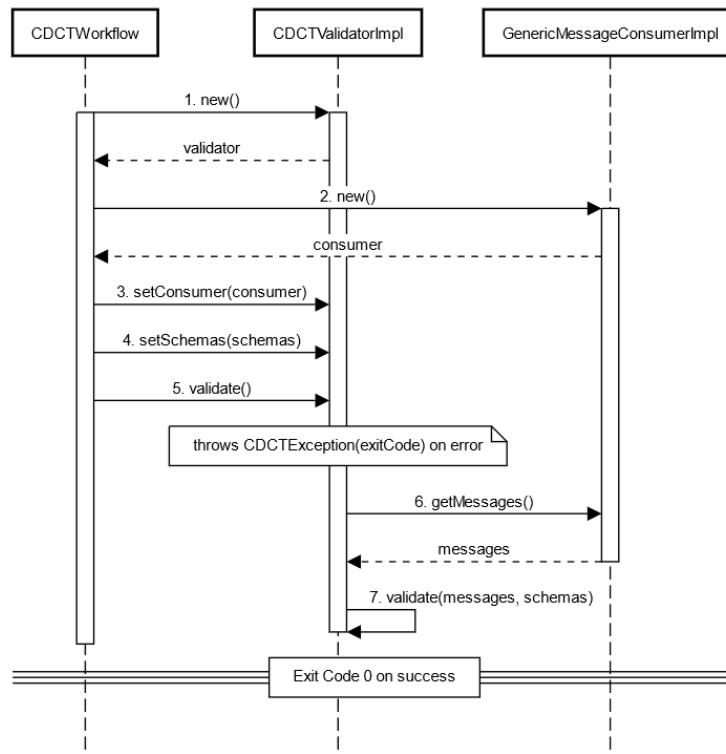 CDCTWorkflow
CDCTValidatorImpl
GenericMessageConsumerImpl
1. new()
validator
2. new()
consumer
3. setConsumer(consumer)
4. setSchemas(schemas)
5. validate()
throws CDCTException(exitCode) on error
6. getMessages()
messages
7. validate(messages, schemas)
Exit Code 0 on success